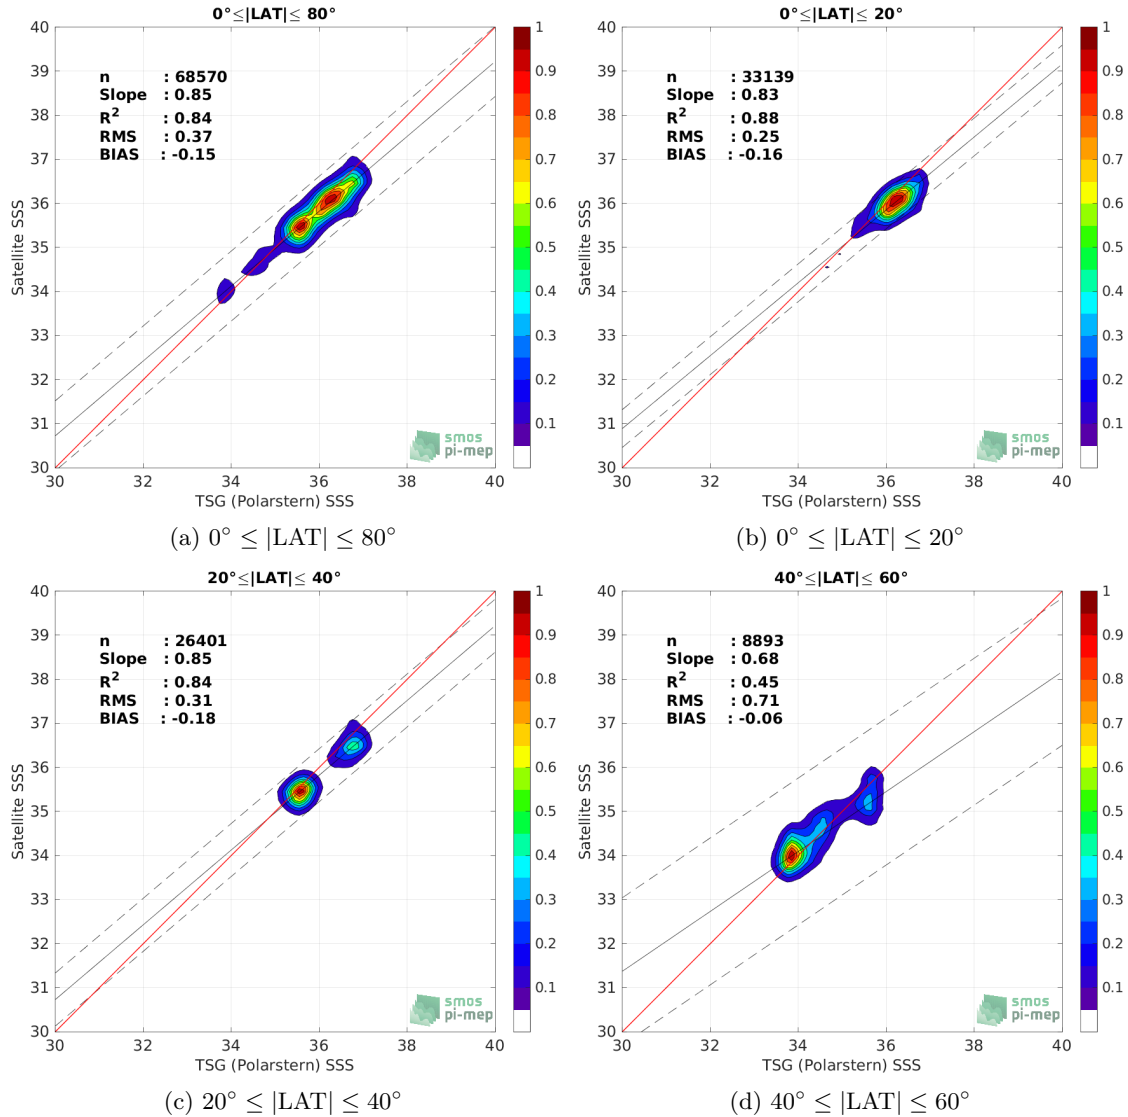 0°≤|LAT|≤ 80°
n : 68570
Slope : 0.85
R² : 0.84
RMS : 0.37
BIAS : -0.15
Satellite SSS
40
39
38
37
36
35
34
33
32
31
30
30 32 34 36 38 40
TSG (Polarstern) SSS
1
0.9
0.8
0.7
0.6
0.5
0.4
0.3
0.2
0.1
smos
pi-mep
(a) 0° ≤ |LAT| ≤ 80°
0°≤|LAT|≤ 20°
n : 33139
Slope : 0.83
R² : 0.88
RMS : 0.25
BIAS : -0.16
Satellite SSS
40
39
38
37
36
35
34
33
32
31
30
30 32 34 36 38 40
TSG (Polarstern) SSS
1
0.9
0.8
0.7
0.6
0.5
0.4
0.3
0.2
0.1
smos
pi-mep
(b) 0° ≤ |LAT| ≤ 20°
20°≤|LAT|≤ 40°
n : 26401
Slope : 0.85
R² : 0.84
RMS : 0.31
BIAS : -0.18
Satellite SSS
40
39
38
37
36
35
34
33
32
31
30
30 32 34 36 38 40
TSG (Polarstern) SSS
1
0.9
0.8
0.7
0.6
0.5
0.4
0.3
0.2
0.1
smos
pi-mep
(c) 20° ≤ |LAT| ≤ 40°
40°≤|LAT|≤ 60°
n : 8893
Slope : 0.68
R² : 0.45
RMS : 0.71
BIAS : -0.06
Satellite SSS
40
39
38
37
36
35
34
33
32
31
30
30 32 34 36 38 40
TSG (Polarstern) SSS
1
0.9
0.8
0.7
0.6
0.5
0.4
0.3
0.2
0.1
smos
pi-mep
(d) 40° ≤ |LAT| ≤ 60°